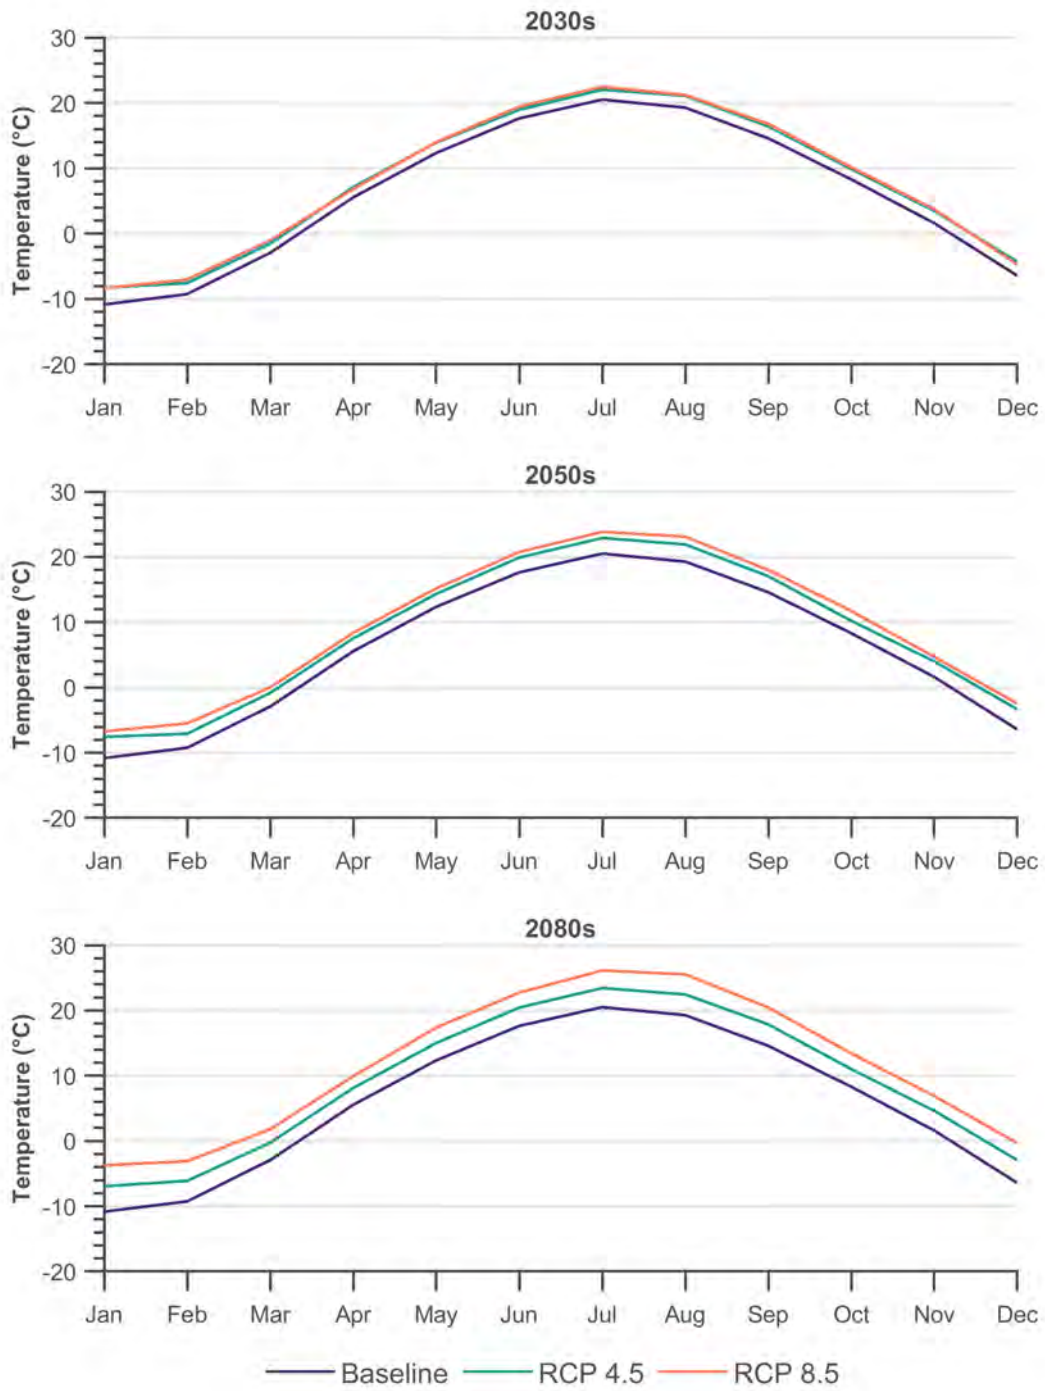 2030s
30
20
10
0
-10
-20
Temperature (°C)
Jan Feb Mar Apr May Jun Jul Aug Sep Oct Nov Dec
2050s
30
20
10
0
-10
-20
Temperature (°C)
Jan Feb Mar Apr May Jun Jul Aug Sep Oct Nov Dec
2080s
30
20
10
0
-10
-20
Temperature (°C)
Jan Feb Mar Apr May Jun Jul Aug Sep Oct Nov Dec
Baseline RCP 4.5 RCP 8.5